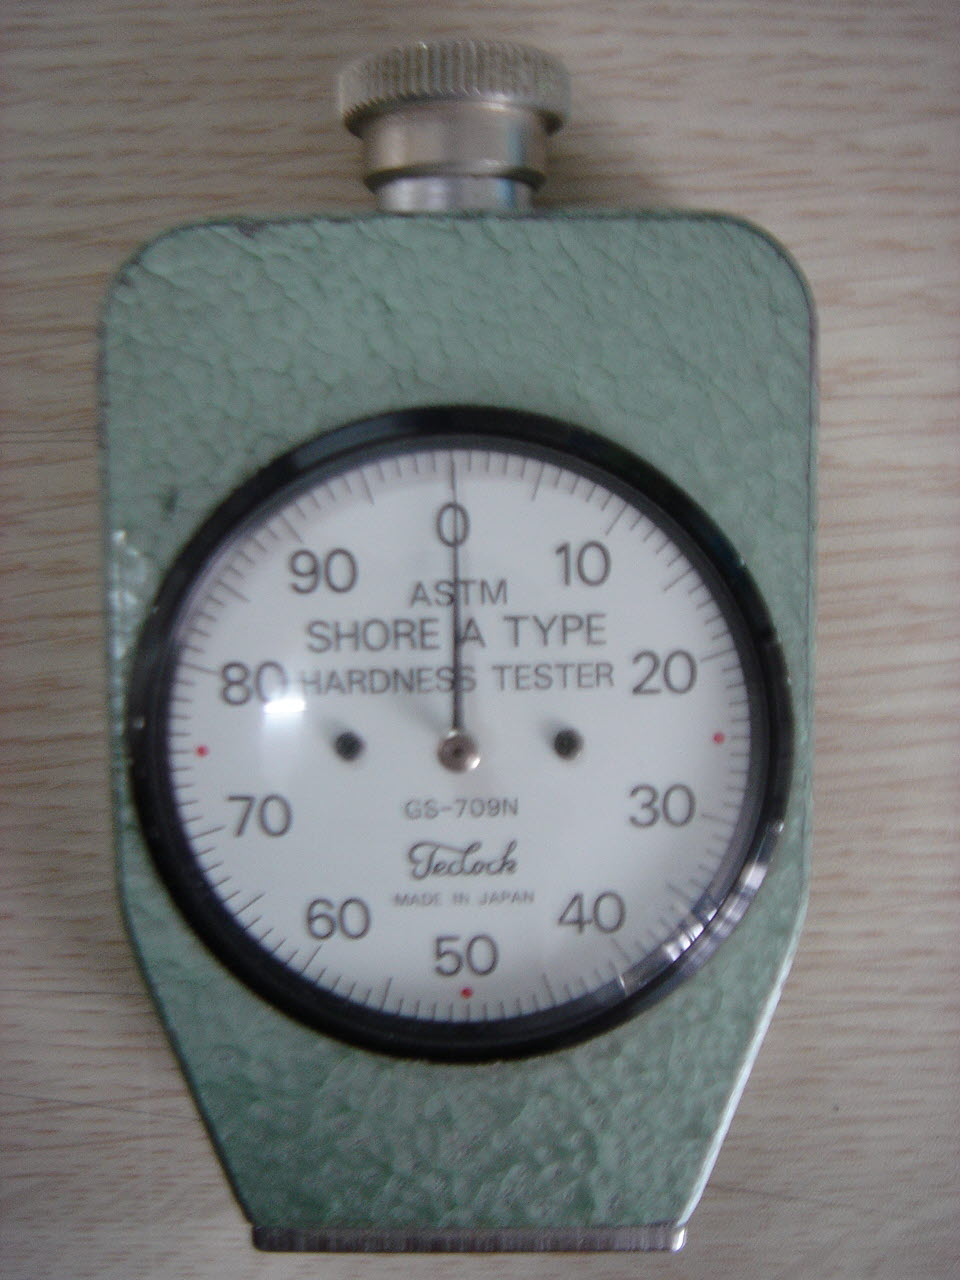 0
90 10
ASTM
SHORE A TYPE
80 HARDNESS TESTER 20
70 GS-709N 30
Teclock
MADE IN JAPAN
60 40
50